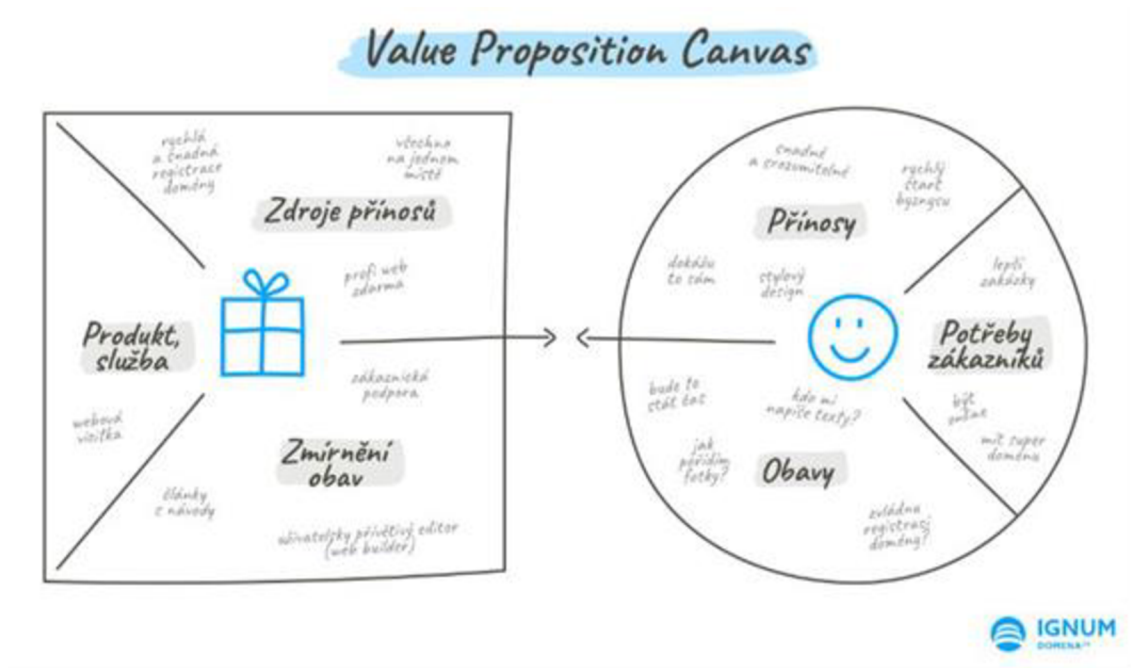 Value Proposition Canvas
rychlá
a snadná
registrace
domény
všechno
na jednom
místě
Zdroje přínosů
profi web
zdarma
Produkt,
služba
webová
vizitka
zákaznická
podpora
Zmírnění
obav
články
s návody
uživatelsky přívětivý editor
(web builder)
snadné
a srozumitelné
rychlý
start
byznysu
Přínosy
dokážu
to sám
stylový
design
lepší
zakázky
Potřeby
zákazníků
být
online
mít super
doménu
bude to
stát čas
kdo mi
napíše texty?
jak
pořídím
fotky?
Obavy
zvládnu
registraci
domény?
IGNUM
DOMENA